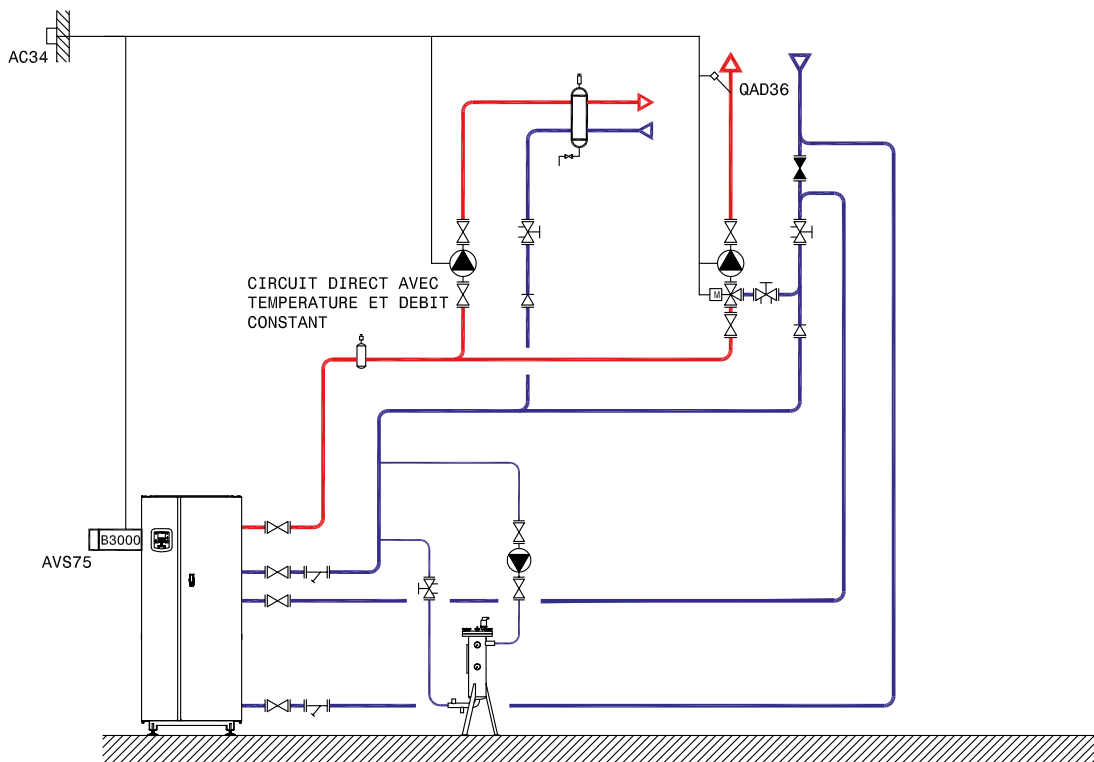 AC34
QAD36
CIRCUIT DIRECT AVEC
TEMPERATURE ET DEBIT
CONSTANT
M
B3000
AVS75